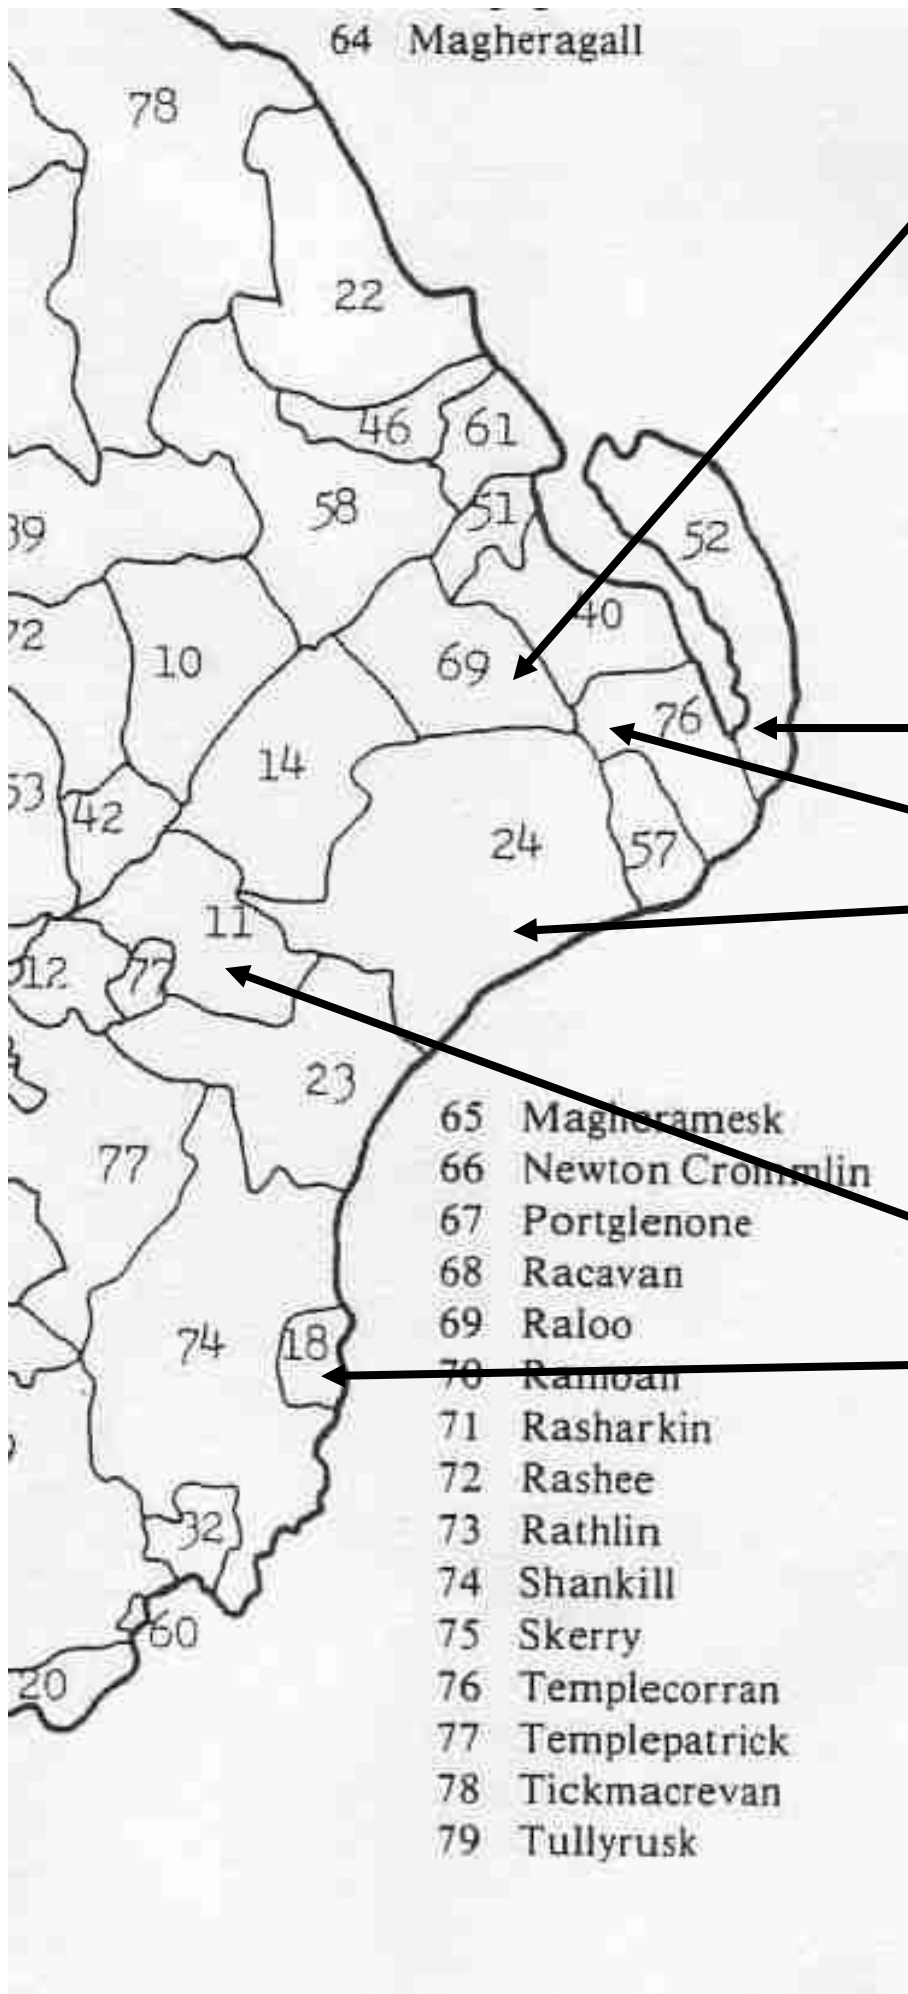 64 Magheragall
78
22
46
61
58
51
39
52
40
72
10
69
76
14
53
42
24
57
11
12
77
23
65 Magheramesk
77
66 Newton Crommlin
67 Portglenone
68 Racavan
69 Raloo
74
18
70 Ramoan
71 Rasharkin
72 Rashee
32
73 Rathlin
74 Shankill
60
75 Skerry
20
76 Templecorran
77 Templepatrick
78 Tickmacrevan
79 Tullyrusk